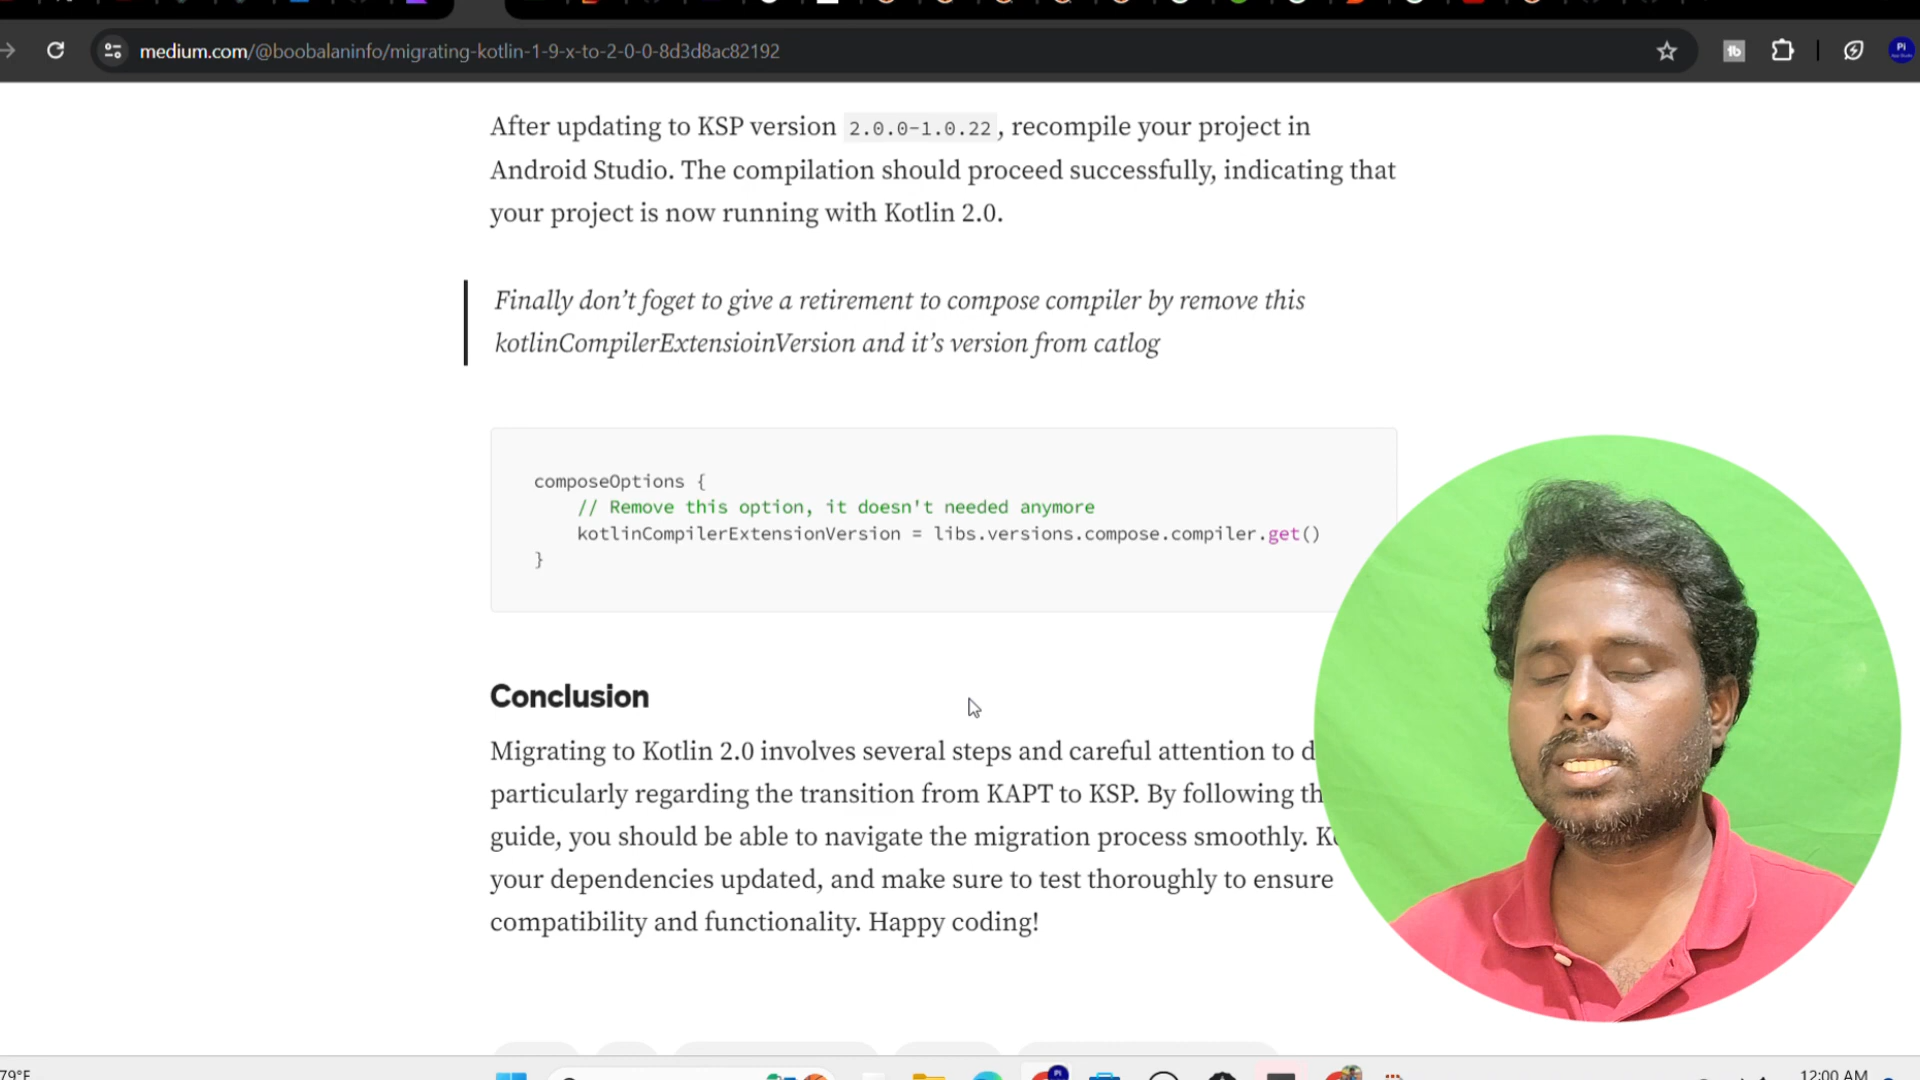 medium.com/@boobalaninfo/migrating-kotlin-1-9-x-to-2-0-0-8d3d8ac82192
Pi
After updating to KSP version 2.0.0-1.0.22, recompile your project in
Android Studio. The compilation should proceed successfully, indicating that
your project is now running with Kotlin 2.0.
Finally don’t foget to give a retirement to compose compiler by remove this
kotlinCompilerExtensioinVersion and it’s version from catlog
composeOptions {
// Remove this option, it doesn't needed anymore
kotlinCompilerExtensionVersion = libs.versions.compose.compiler.get()
}
Conclusion
Migrating to Kotlin 2.0 involves several steps and careful attention to d
particularly regarding the transition from KAPT to KSP. By following th
guide, you should be able to navigate the migration process smoothly. K
your dependencies updated, and make sure to test thoroughly to ensure
compatibility and functionality. Happy coding!
79°F
12:00 AM